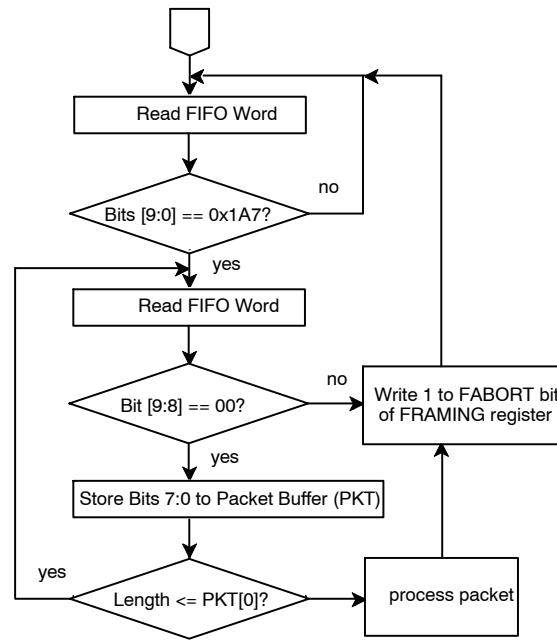 Read FIFO Word
no
Bits [9:0] == 0x1A7?
yes
Read FIFO Word
no
Bit [9:8] == 00?
Write 1 to FABORT bit
of FRAMING register
yes
Store Bits 7:0 to Packet Buffer (PKT)
yes
Length <= PKT[0]?
process packet